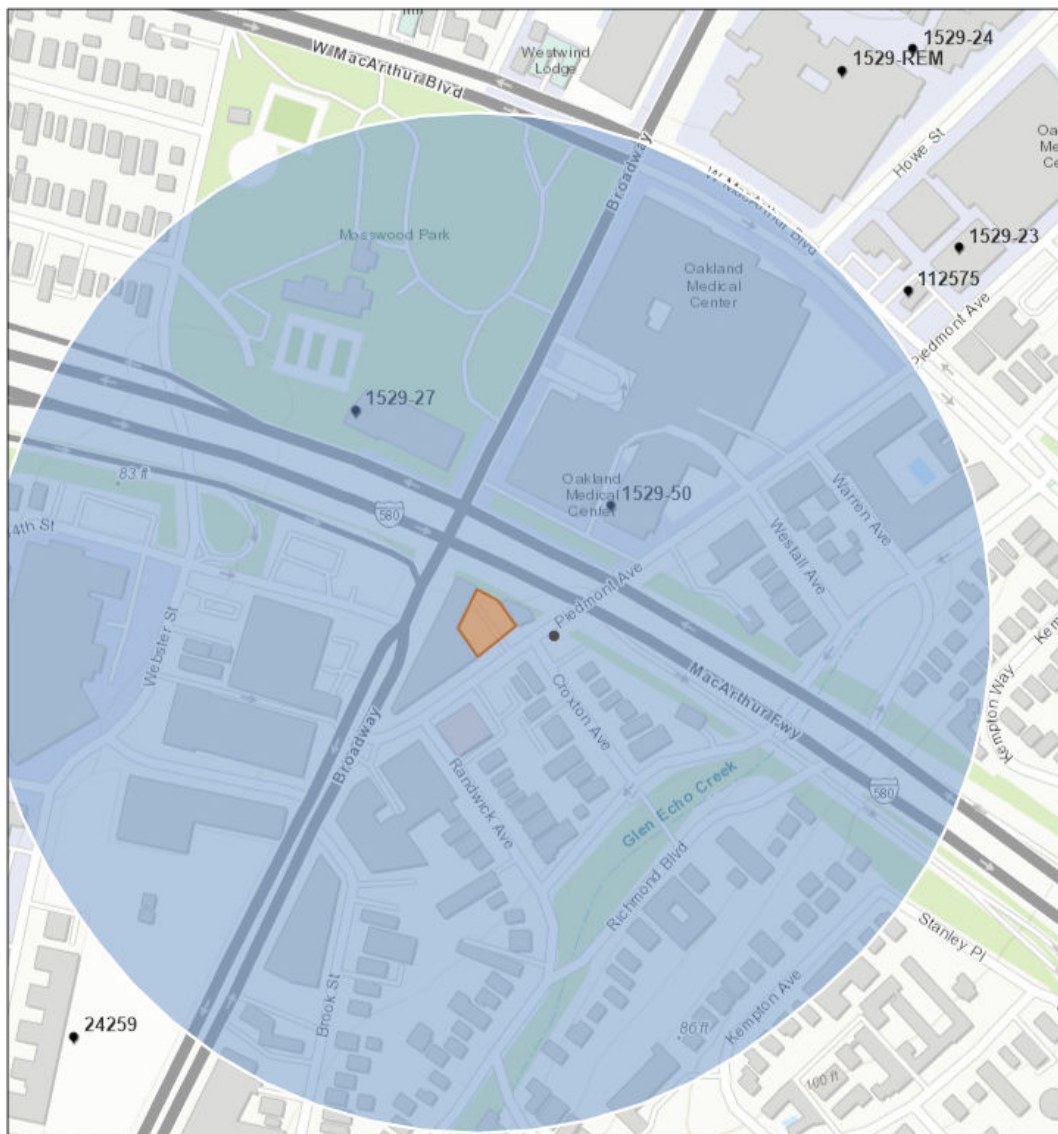 1529-24
Westwind
Lodge
W MacArthur Blvd
1529-REM
Broadway
Howe St
Oakland
Medical
Center
W MacArthur Blvd
Mosswood Park
1529-23
112575
Piedmont Ave
1529-27
83 ft
Oakland
Medical
Center
1529-50
580
Warren Ave
Westall Ave
4th St
Piedmont Ave
Webster St
Croxton Ave
MacArthur Fwy
Kempton Way
Broadway
Randwick Ave
Glen Echo Creek
580
Richmond Blvd
Stanley Pl
Brook St
24259
86 ft
Kempton Ave
100 ft